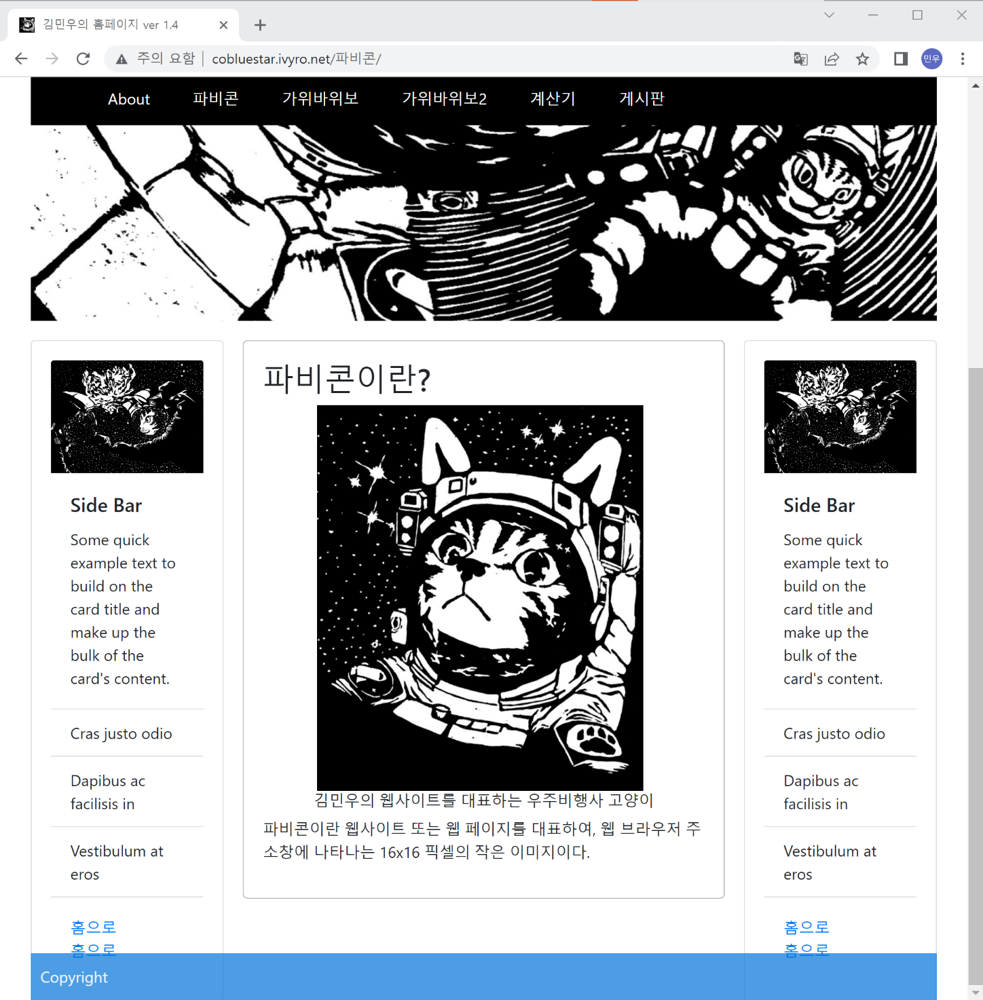 김민우의 홈페이지 ver 1.4
주의 요함 | cobluestar.ivyro.net/파비콘/
민우
About 파비콘 가위바위보 가위바위보2 계산기 게시판
Side Bar
Some quick
example text to
build on the
card title and
make up the
bulk of the
card's content.
Cras justo odio
Dapibus ac
facilisis in
Vestibulum at
eros
홈으로
홈으로
파비콘이란?
김민우의 웹사이트를 대표하는 우주비행사 고양이
파비콘이란 웹사이트 또는 웹 페이지를 대표하여, 웹 브라우저 주
소창에 나타나는 16x16 픽셀의 작은 이미지이다.
Side Bar
Some quick
example text to
build on the
card title and
make up the
bulk of the
card's content.
Cras justo odio
Dapibus ac
facilisis in
Vestibulum at
eros
홈으로
홈으로
Copyright